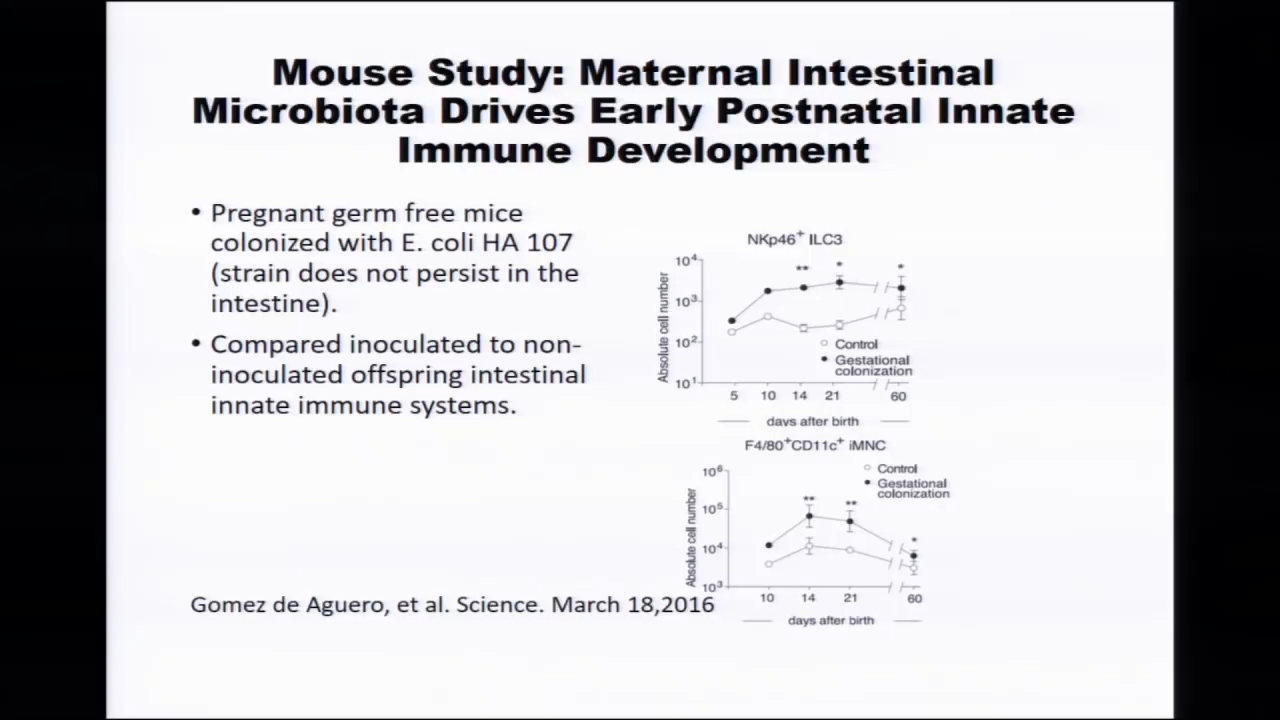 Mouse Study: Maternal Intestinal
Microbiota Drives Early Postnatal Innate
Immune Development
• Pregnant germ free mice
colonized with E. coli HA 107
(strain does not persist in the
intestine).
• Compared inoculated to non-
inoculated offspring intestinal
innate immune systems.
NKp46+ ILC3
Absolute cell number
10⁴
10³
10²
10¹
** * *
Control
Gestational
colonization
5 10 14 21 60
days after birth
F4/80+CD11c+ iMNC
Absolute cell number
10⁶
10⁵
10⁴
10³
Control
Gestational
colonization
** ** *
10 14 21 60
days after birth
Gomez de Aguero, et al. Science. March 18,2016